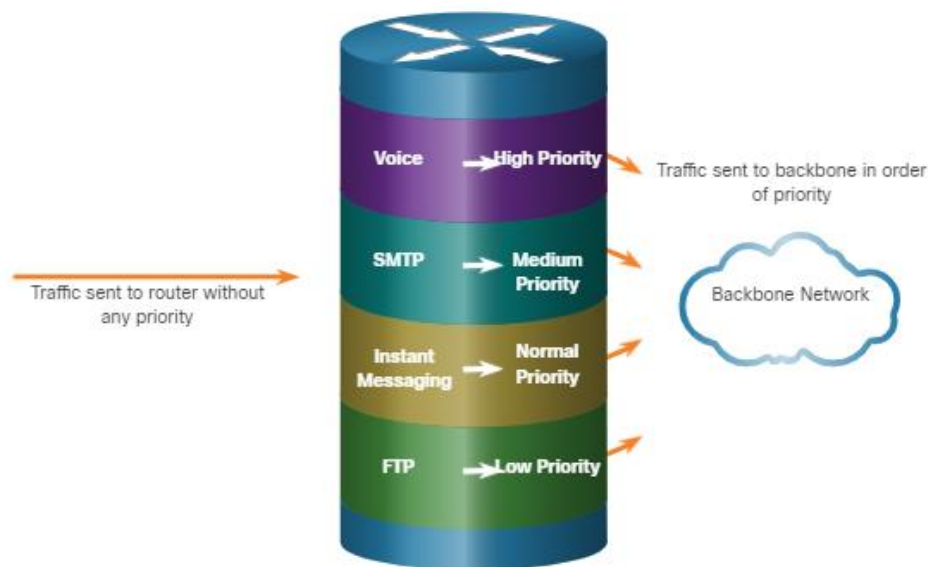 Traffic sent to router without
any priority
Voice
High Priority
SMTP
Medium
Priority
Instant
Messaging
Normal
Priority
FTP
Low Priority
Traffic sent to backbone in order
of priority
Backbone Network